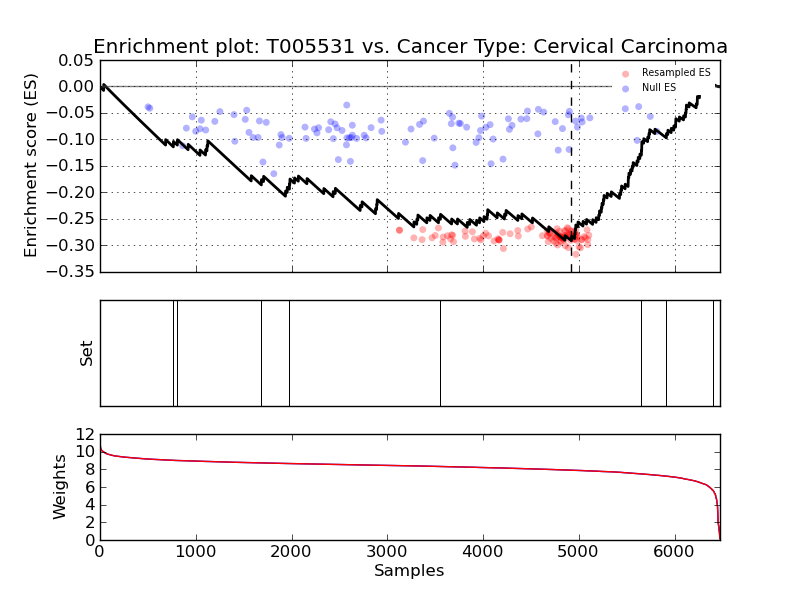 Enrichment plot: T005531 vs. Cancer Type: Cervical Carcinoma
0.05
0.00
−0.05
−0.10
−0.15
−0.20
−0.25
−0.30
−0.35
Enrichment score (ES)
Resampled ES
Null ES
Set
12
10
8
6
4
2
0
Weights
0 1000 2000 3000 4000 5000 6000
Samples